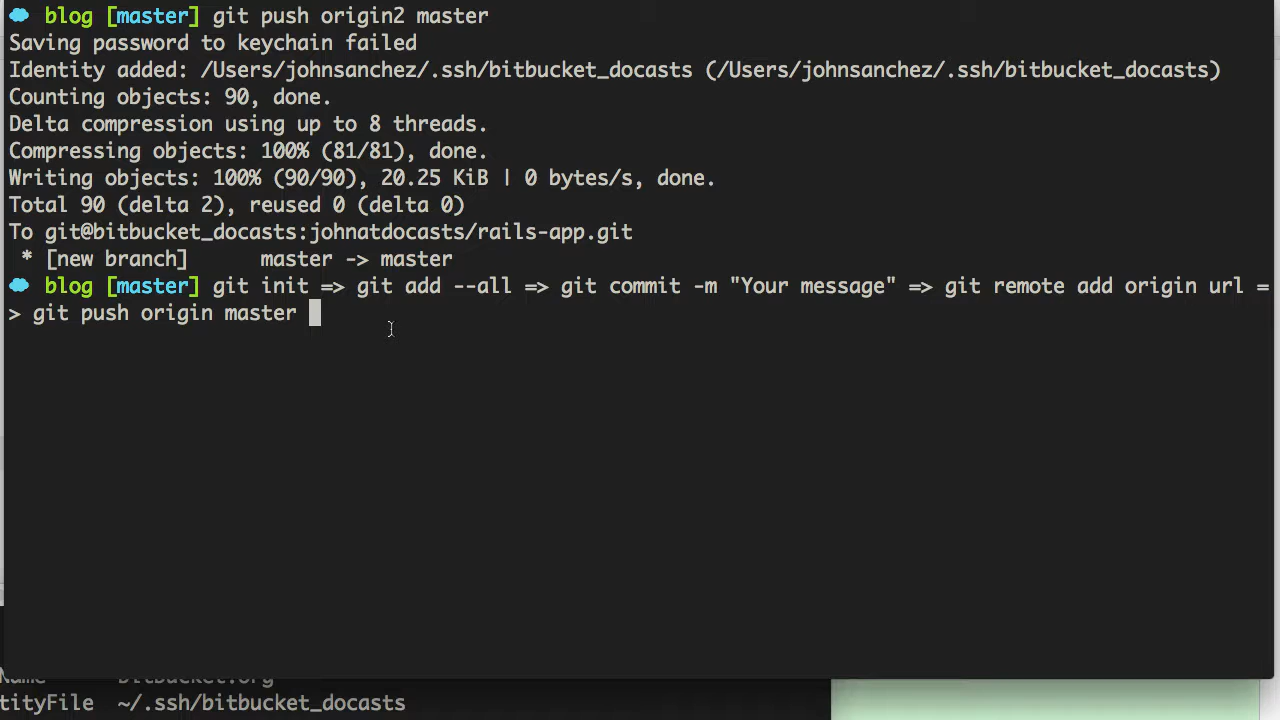 blog [master] git push origin2 master
Saving password to keychain failed
Identity added: /Users/johnsanchez/.ssh/bitbucket_docasts (/Users/johnsanchez/.ssh/bitbucket_docasts)
Counting objects: 90, done.
Delta compression using up to 8 threads.
Compressing objects: 100% (81/81), done.
Writing objects: 100% (90/90), 20.25 KiB | 0 bytes/s, done.
Total 90 (delta 2), reused 0 (delta 0)
To git@bitbucket_docasts:johnatdocasts/rails-app.git
* [new branch] master -> master
blog [master] git init => git add --all => git commit -m "Your message" => git remote add origin url =
> git push origin master
tityFile ~/.ssh/bitbucket_docasts